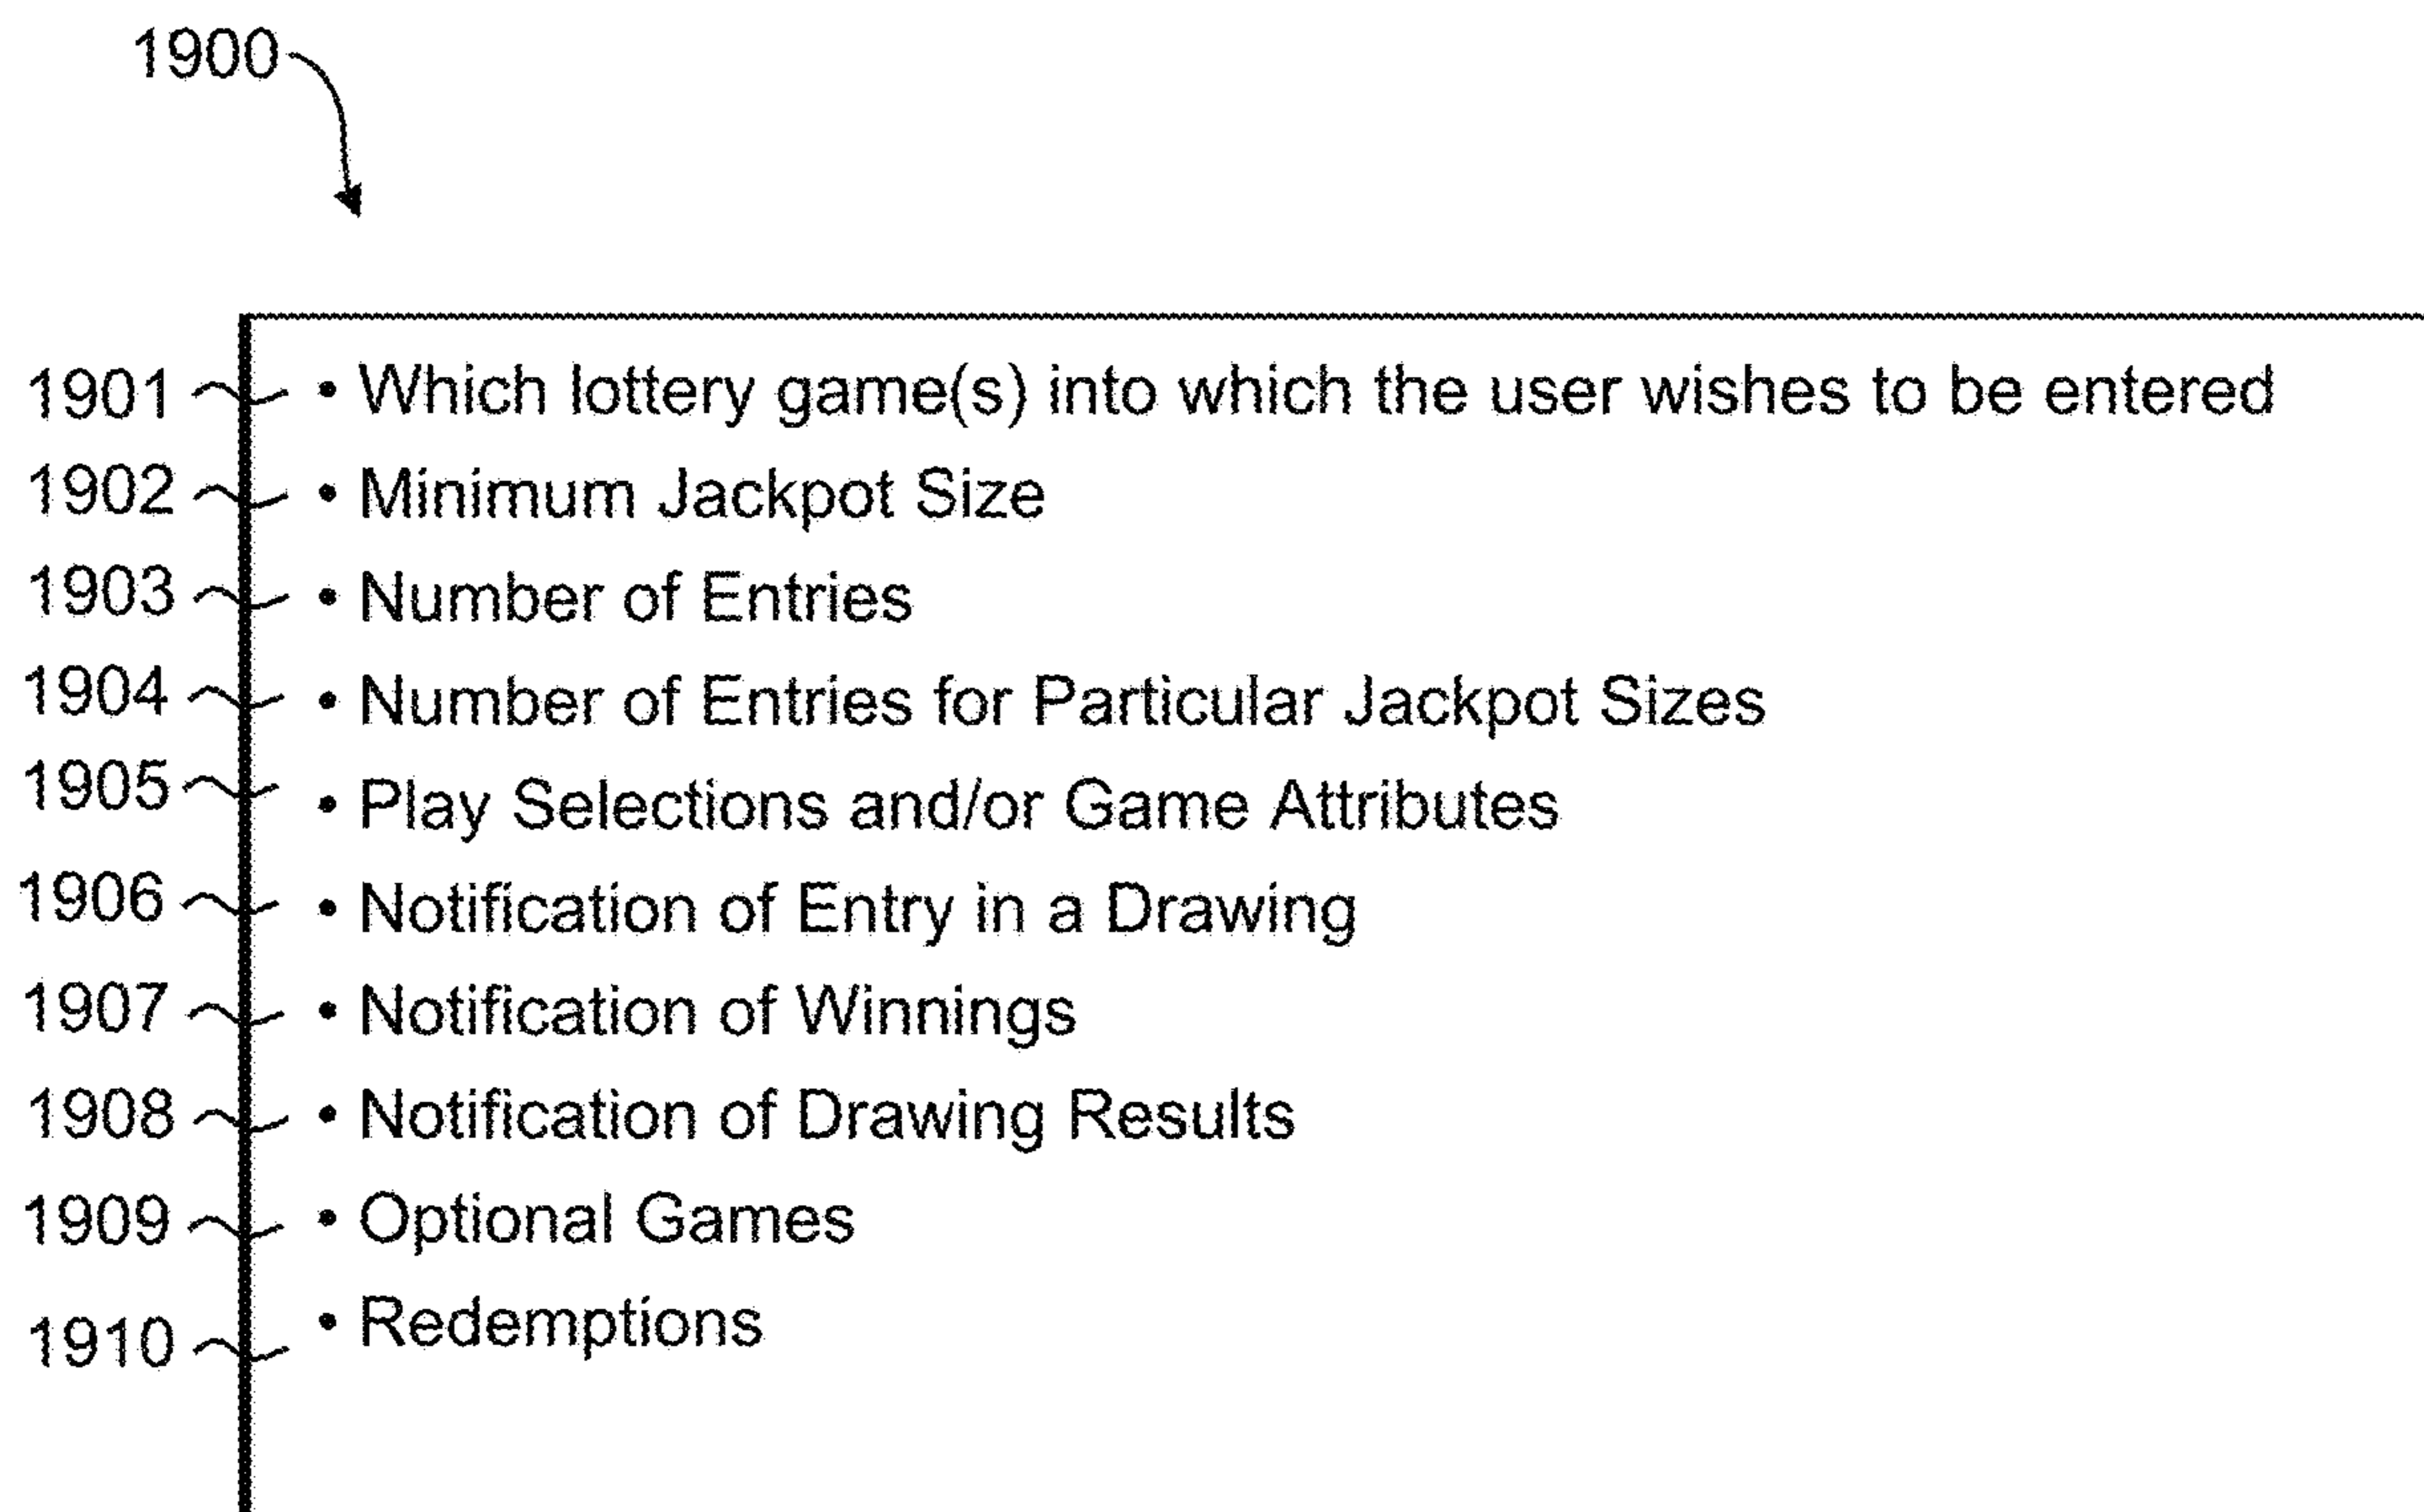 1900
1901 • Which lottery game(s) into which the user wishes to be entered
1902 • Minimum Jackpot Size
1903 • Number of Entries
1904 • Number of Entries for Particular Jackpot Sizes
1905 • Play Selections and/or Game Attributes
1906 • Notification of Entry in a Drawing
1907 • Notification of Winnings
1908 • Notification of Drawing Results
1909 • Optional Games
1910 • Redemptions